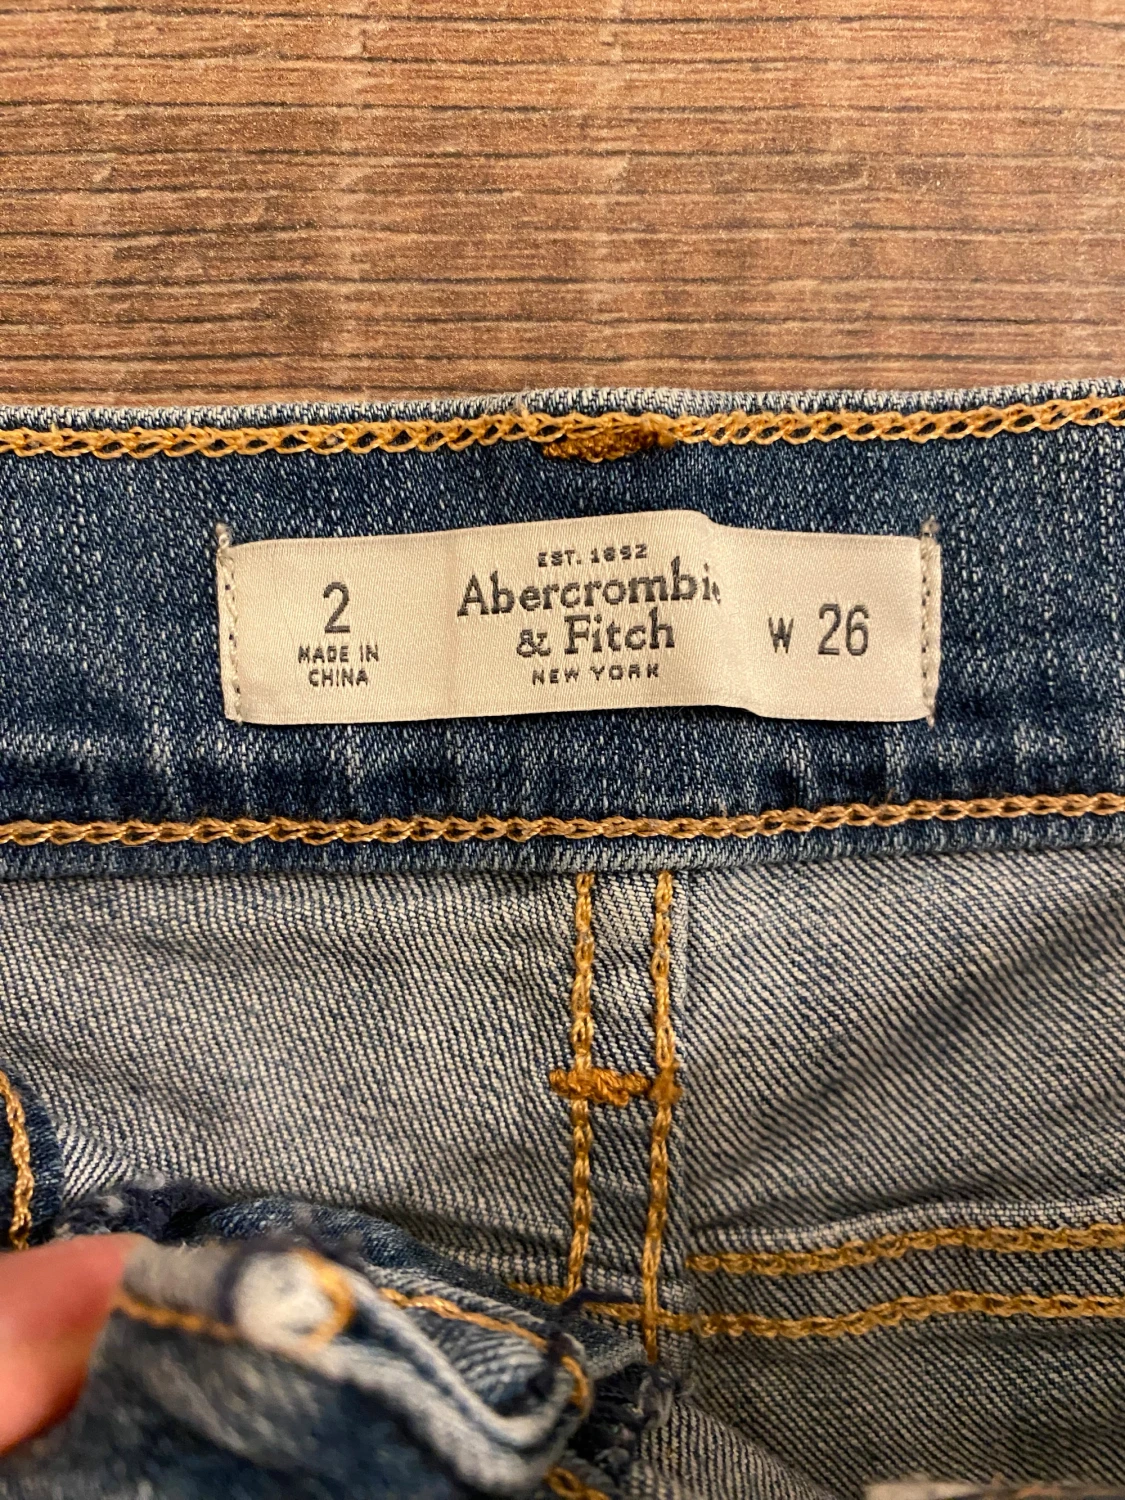 2
MADE IN
CHINA
EST. 1892
Abercrombie
& Fitch
NEW YORK
W 26